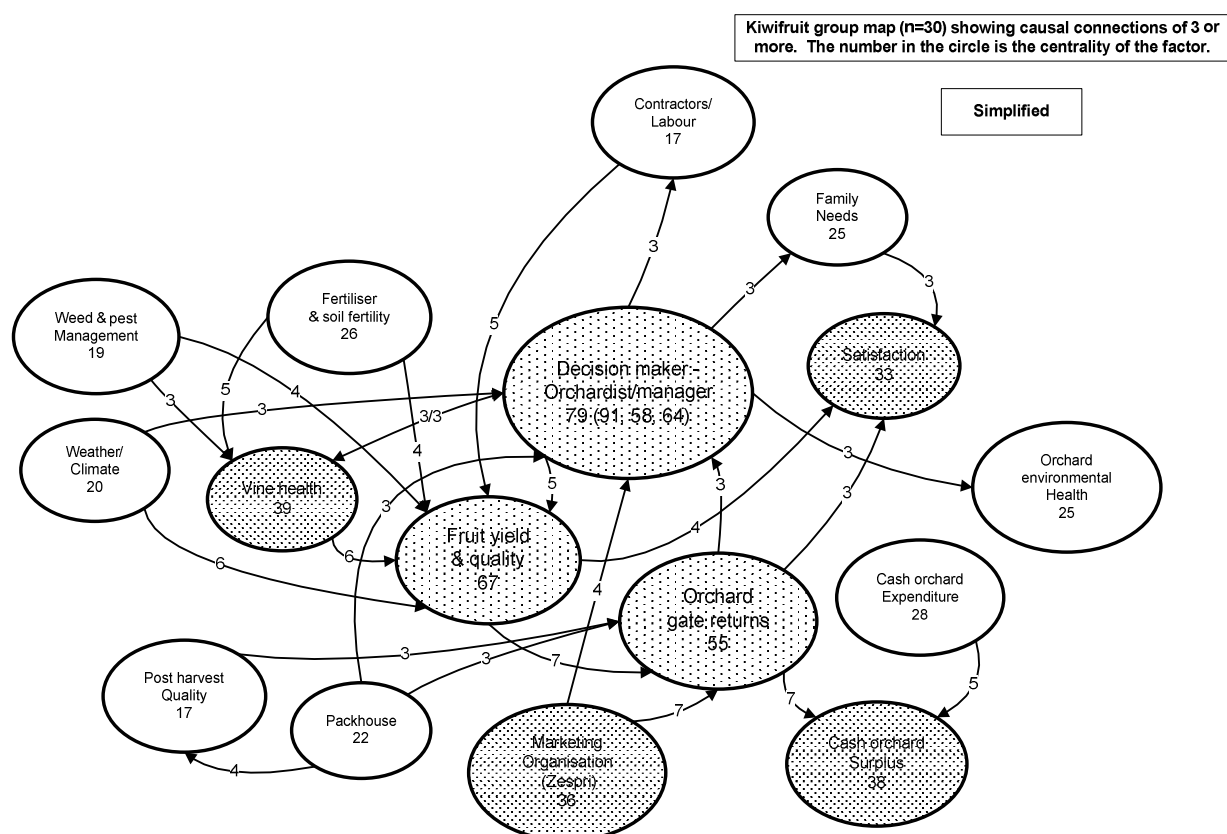 Kiwifruit group map (n=30) showing causal connections of 3 or
more. The number in the circle is the centrality of the factor.
Simplified
Contractors/
Labour
17
Family
Needs
25
3
3
3
Weed & pest
Management
19
Fertiliser
& soil fertility
26
5
Decision maker -
Orchardist/manager
79 (91, 58, 64)
Satisfaction
33
3
5
4
3
3/3
4
Weather/
Climate
20
Vine health
39
3
5
3
3
3
Orchard
environmental
Health
25
6
6
Fruit yield
& quality
67
4
4
Orchard
gate returns
55
Cash orchard
Expenditure
28
3
3
7
7
7
5
Post harvest
Quality
17
Packhouse
22
4
Marketing
Organisation
(Zespri)
36
Cash orchard
Surplus
38